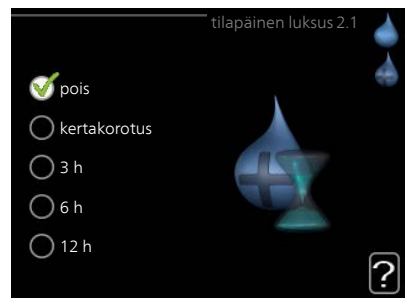 tilapäinen luksus 2.1
pois
kertakorotus
3 h
6 h
12 h
?